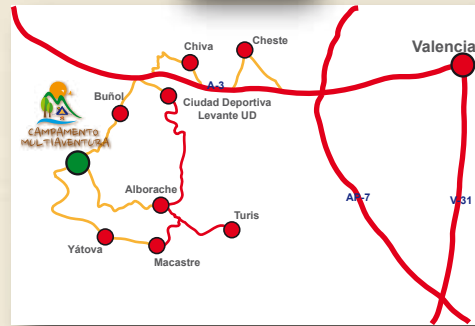 Chiva
Cheste
Valencia
A-3
Buñol
Ciudad Deportiva
Levante UD
CAMPAMENTO
MULTIAVENTURA
Alborache
Turis
AP-7
V-31
Yátova
Macastre